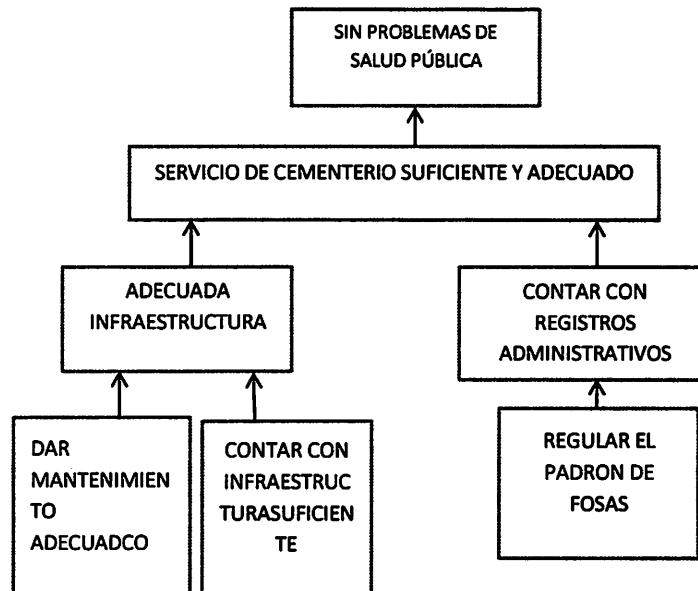 SIN PROBLEMAS DE
SALUD PÚBLICA
SERVICIO DE CEMENTERIO SUFICIENTE Y ADECUADO
ADECUADA
INFRAESTRUCTURA
CONTAR CON
REGISTROS
ADMINISTRATIVOS
DAR
MANTENIMIEN
TO
ADECUADCO
CONTAR CON
INFRAESTRUC
TURASUFICIEN
TE
REGULAR EL
PADRON DE
FOSAS